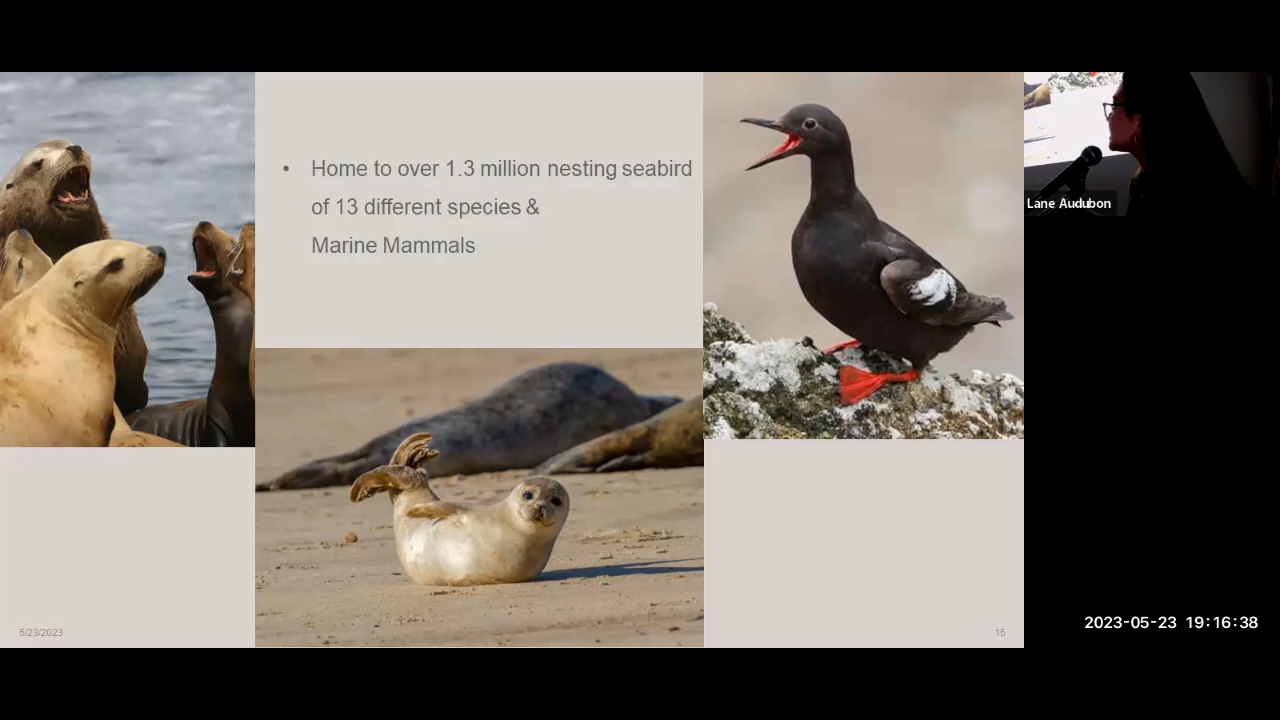 • Home to over 1.3 million nesting seabird
of 13 different species &
Marine Mammals
Lane Audubon
5/23/2023
15
2023-05-23 19:16:38